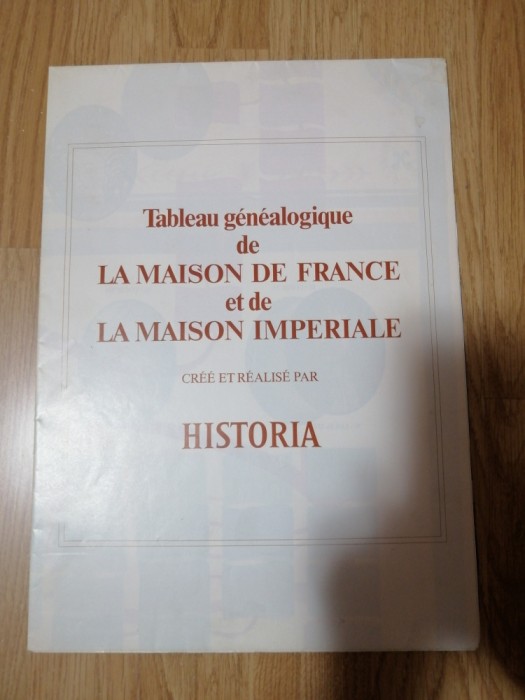 Tableau généalogique
de
LA MAISON DE FRANCE
et de
LA MAISON IMPERIALE
CRÉÉ ET RÉALISÉ PAR
HISTORIA